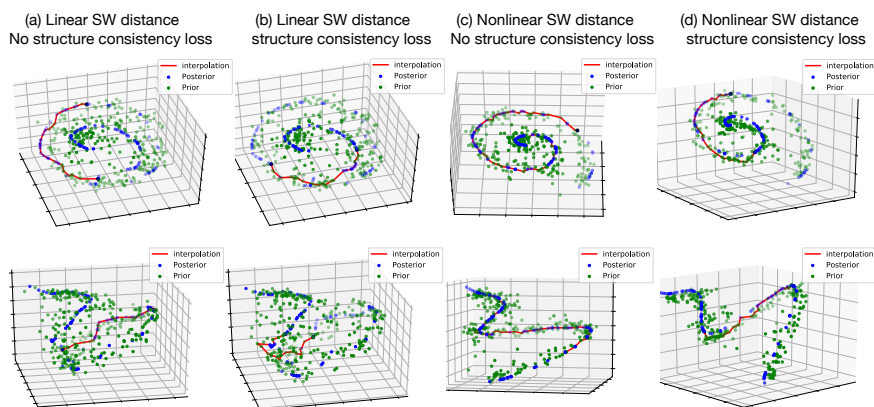 (a) Linear SW distance
No structure consistency loss
(b) Linear SW distance
structure consistency loss
(c) Nonlinear SW distance
No structure consistency loss
(d) Nonlinear SW distance
structure consistency loss
interpolation
Posterior
Prior
interpolation
Posterior
Prior
interpolation
Posterior
Prior
interpolation
Posterior
Prior
interpolation
Posterior
Prior
interpolation
Posterior
Prior
interpolation
Posterior
Prior
interpolation
Posterior
Prior